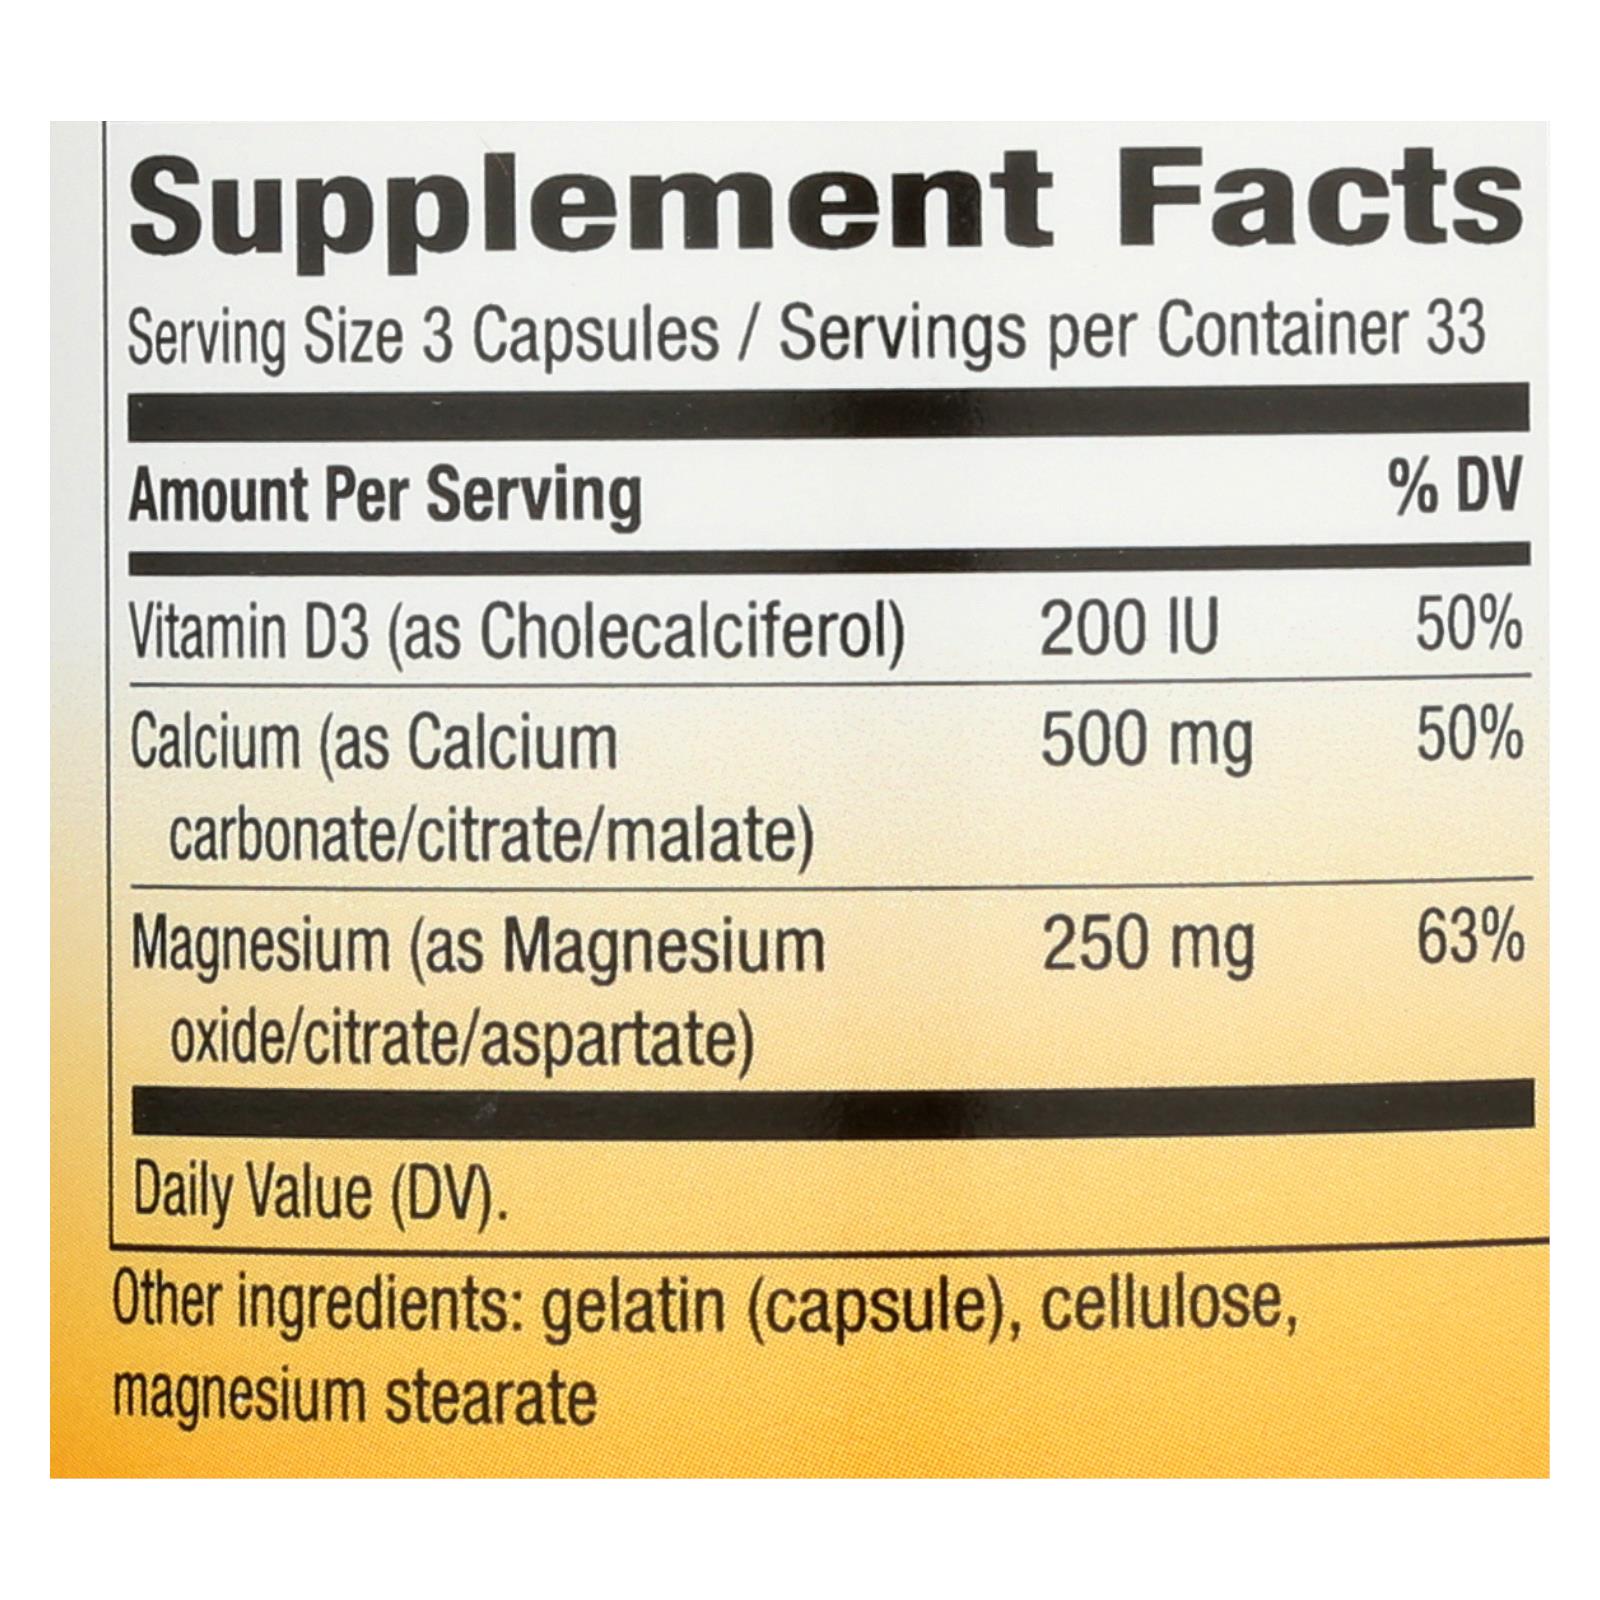 Supplement Facts
Serving Size 3 Capsules / Servings per Container 33
Amount Per Serving % DV
Vitamin D3 (as Cholecalciferol) 200 IU 50%
Calcium (as Calcium 500 mg 50%
carbonate/citrate/malate)
Magnesium (as Magnesium 250 mg 63%
oxide/citrate/aspartate)
Daily Value (DV).
Other ingredients: gelatin (capsule), cellulose,
magnesium stearate